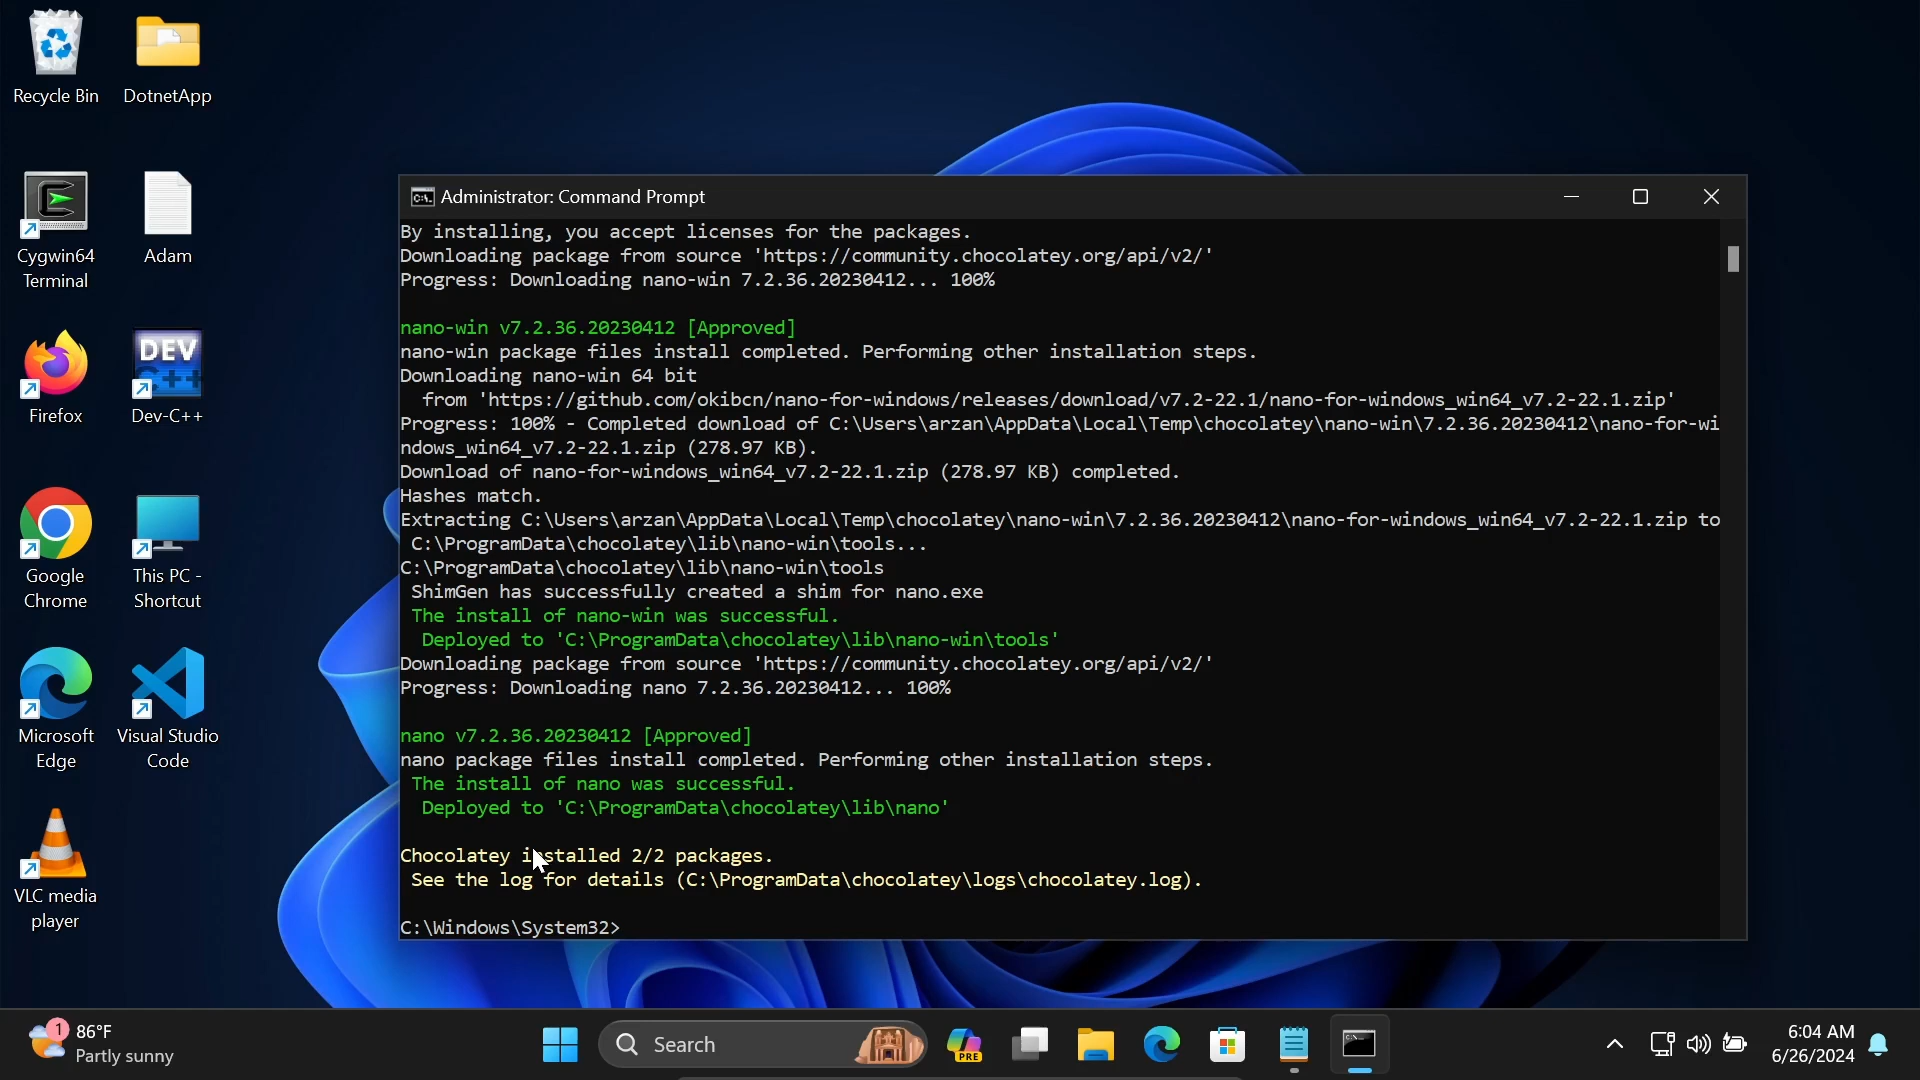 Recycle Bin
DotnetApp
Cygwin64
Terminal
Adam
Firefox
DEV
C++
Dev-C++
Google
Chrome
This PC -
Shortcut
Microsoft
Edge
Visual Studio
Code
VLC media
player
Administrator: Command Prompt
By installing, you accept licenses for the packages.
Downloading package from source 'https://community.chocolatey.org/api/v2/'
Progress: Downloading nano-win 7.2.36.20230412... 100%
nano-win v7.2.36.20230412 [Approved]
nano-win package files install completed. Performing other installation steps.
Downloading nano-win 64 bit
from 'https://github.com/okibcn/nano-for-windows/releases/download/v7.2-22.1/nano-for-windows_win64_v7.2-22.1.zip'
Progress: 100% - Completed download of C:\Users\arzan\AppData\Local\Temp\chocolatey\nano-win\7.2.36.20230412\nano-for-wi
ndows_win64_v7.2-22.1.zip (278.97 KB).
Download of nano-for-windows_win64_v7.2-22.1.zip (278.97 KB) completed.
Hashes match.
Extracting C:\Users\arzan\AppData\Local\Temp\chocolatey\nano-win\7.2.36.20230412\nano-for-windows_win64_v7.2-22.1.zip to
C:\ProgramData\chocolatey\lib\nano-win\tools...
C:\ProgramData\chocolatey\lib\nano-win\tools
ShimGen has successfully created a shim for nano.exe
The install of nano-win was successful.
Deployed to 'C:\ProgramData\chocolatey\lib\nano-win\tools'
Downloading package from source 'https://community.chocolatey.org/api/v2/'
Progress: Downloading nano 7.2.36.20230412... 100%
nano v7.2.36.20230412 [Approved]
nano package files install completed. Performing other installation steps.
The install of nano was successful.
Deployed to 'C:\ProgramData\chocolatey\lib\nano'
Chocolatey installed 2/2 packages.
See the log for details (C:\ProgramData\chocolatey\logs\chocolatey.log).
C:\Windows\System32>
1
86°F
Partly sunny
Search
PRE
6:04 AM
6/26/2024